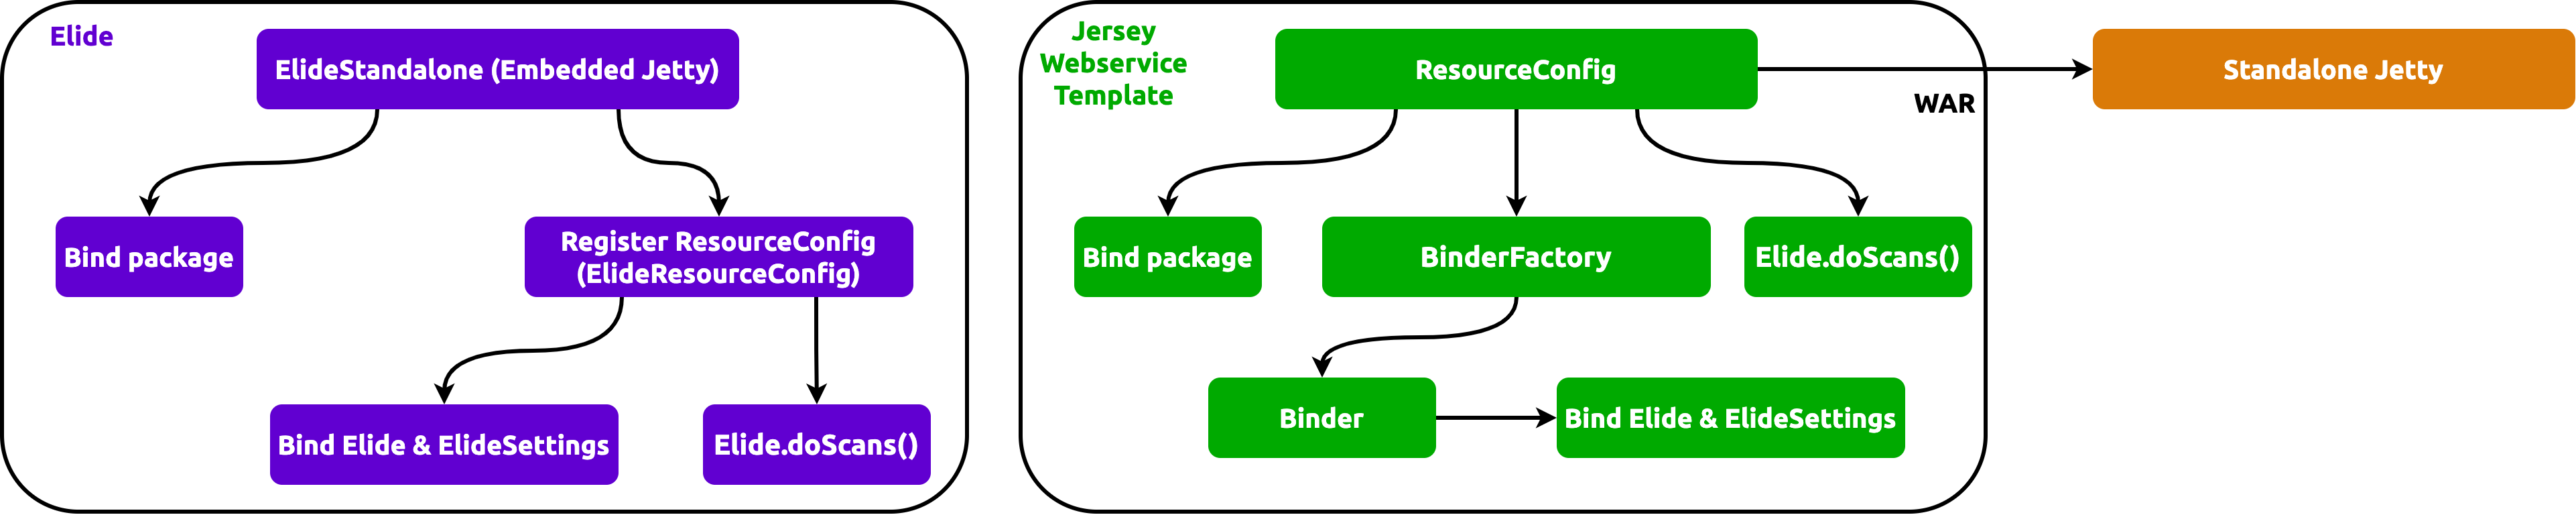 Elide
ElideStandalone (Embedded Jetty)
Bind package
Register ResourceConfig
(ElideResourceConfig)
Bind Elide & ElideSettings
Elide.doScans()
Jersey
Webservice
Template
ResourceConfig
WAR
Standalone Jetty
Bind package
BinderFactory
Elide.doScans()
Binder
Bind Elide & ElideSettings